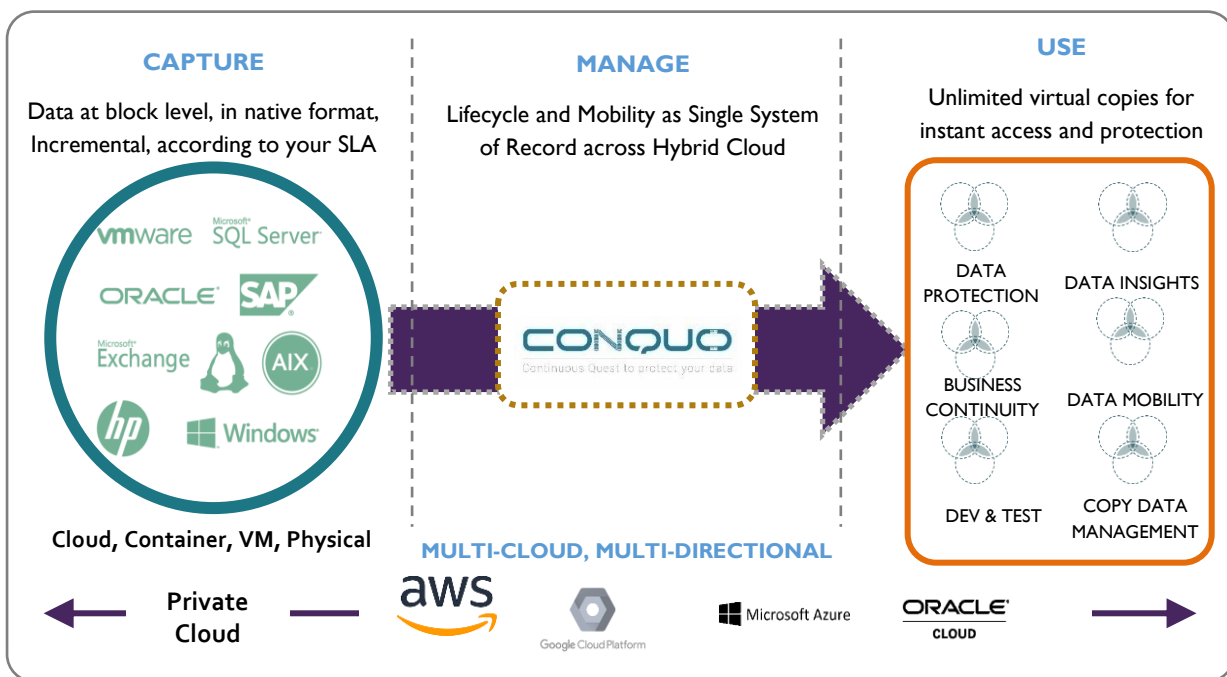 CAPTURE
Data at block level, in native format,
Incremental, according to your SLA
vmware
Microsoft®
SQL Server®
ORACLE®
SAP®
Microsoft®
Exchange
AIX
hp
Windows®
Cloud, Container, VM, Physical
MANAGE
Lifecycle and Mobility as Single System
of Record across Hybrid Cloud
CONQUO
Continuous Quest to protect your data
USE
Unlimited virtual copies for
instant access and protection
DATA
PROTECTION
DATA INSIGHTS
BUSINESS
CONTINUITY
DATA MOBILITY
DEV & TEST
COPY DATA
MANAGEMENT
MULTI-CLOUD, MULTI-DIRECTIONAL
Private
Cloud
aws
Google Cloud Platform
Microsoft Azure
ORACLE®
CLOUD